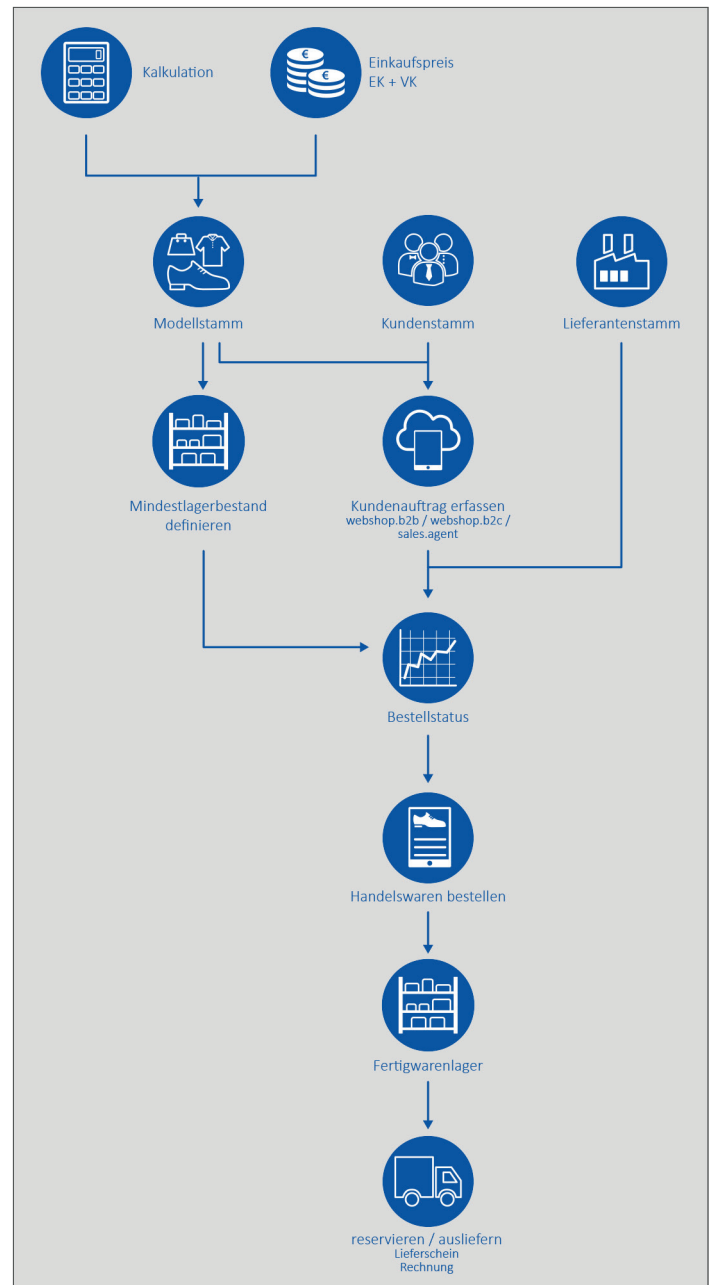 Kalkulation
Einkaufspreis
EK + VK
Modellstamm
Kundenstamm
Lieferantenstamm
Mindestlagerbestand
definieren
Kundenauftrag erfassen
webshop.b2b / webshop.b2c /
sales.agent
Bestellstatus
Handelswaren bestellen
Fertigwarenlager
reservieren / ausliefern
Lieferschein
Rechnung